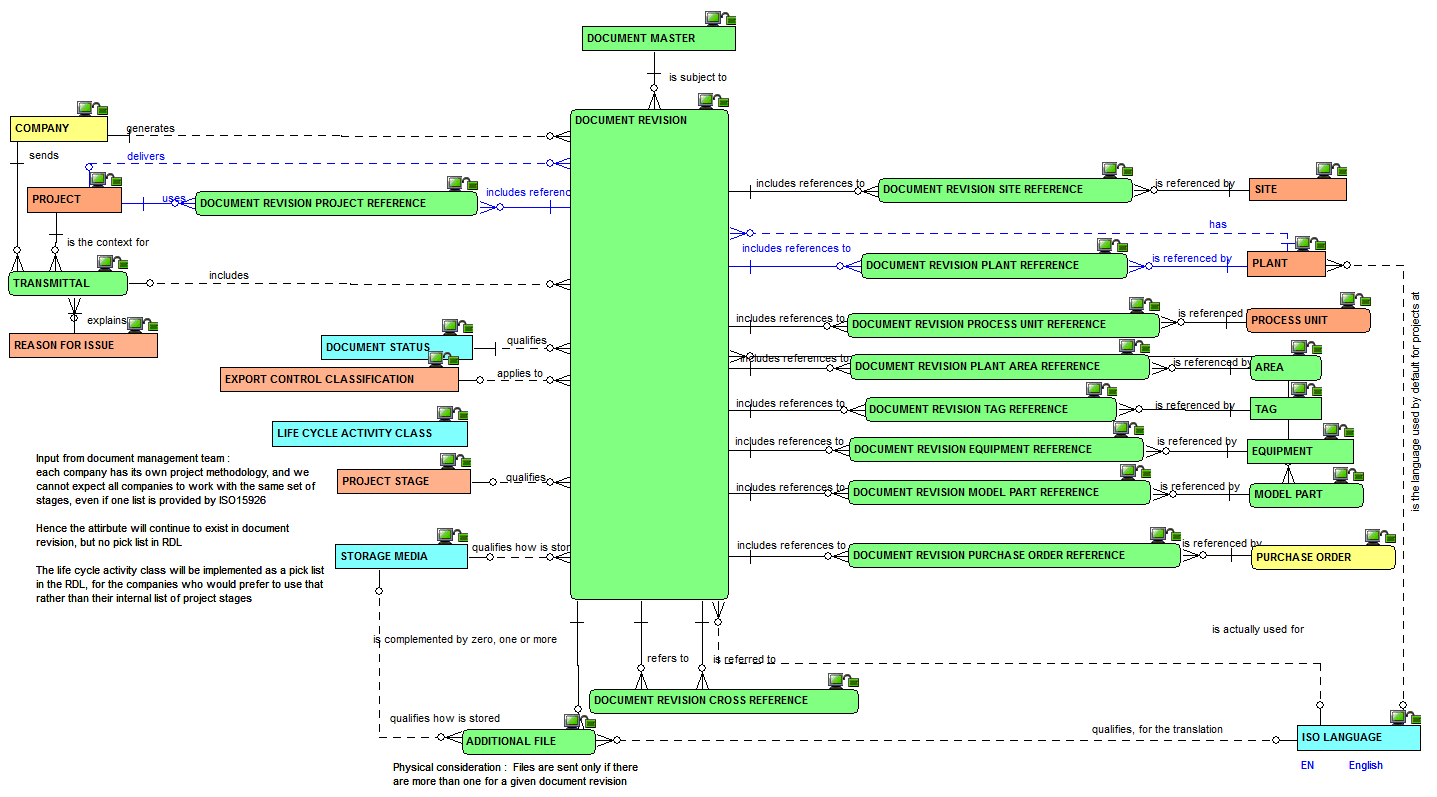 DOCUMENT MASTER
is subject to
DOCUMENT REVISION
COMPANY
generates
sends
delivers
PROJECT
uses
DOCUMENT REVISION PROJECT REFERENCE
includes referenc
is the context for
TRANSMITTAL
includes
explains
REASON FOR ISSUE
DOCUMENT STATUS
qualifies
EXPORT CONTROL CLASSIFICATION
applies to
LIFE CYCLE ACTIVITY CLASS
PROJECT STAGE
qualifies
STORAGE MEDIA
qualifies how is stor
Input from document management team :
each company has its own project methodology, and we
cannot expect all companies to work with the same set of
stages, even if one list is provided by ISO15926
Hence the attirbute will continue to exist in document
revision, but no pick list in RDL
The life cycle activity class will be implemented as a pick list
in the RDL, for the companies who would prefer to use that
rather than their internal list of project stages
includes references to
DOCUMENT REVISION SITE REFERENCE
is referenced by
SITE
has
includes references to
DOCUMENT REVISION PLANT REFERENCE
is referenced by
PLANT
includes references to
DOCUMENT REVISION PROCESS UNIT REFERENCE
is referenced
PROCESS UNIT
includes references to
DOCUMENT REVISION PLANT AREA REFERENCE
is referenced by
AREA
includes references to
DOCUMENT REVISION TAG REFERENCE
is referenced by
TAG
includes references to
DOCUMENT REVISION EQUIPMENT REFERENCE
is referenced by
EQUIPMENT
includes references to
DOCUMENT REVISION MODEL PART REFERENCE
is referenced by
MODEL PART
includes references to
DOCUMENT REVISION PURCHASE ORDER REFERENCE
is referenced by
PURCHASE ORDER
is the language used by default for projects at
is complemented by zero, one or more
refers to
is referred to
is actually used for
DOCUMENT REVISION CROSS REFERENCE
qualifies how is stored
ADDITIONAL FILE
qualifies, for the translation
ISO LANGUAGE
EN English
Physical consideration : Files are sent only if there
are more than one for a given document revision